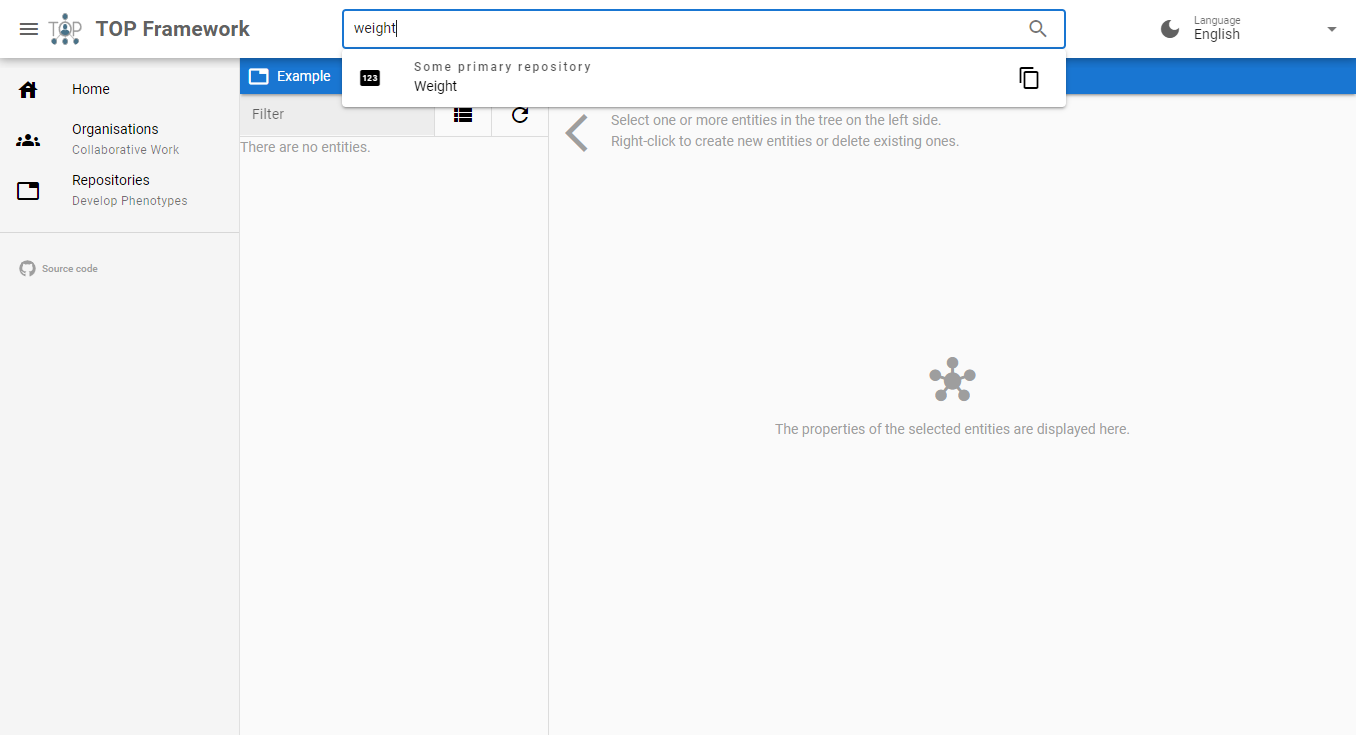 TOP
TOP Framework
weight
Language
English
123
Some primary repository
Weight
Home
Organisations
Collaborative Work
Repositories
Develop Phenotypes
Source code
Example
Filter
There are no entities.
Select one or more entities in the tree on the left side.
Right-click to create new entities or delete existing ones.
The properties of the selected entities are displayed here.